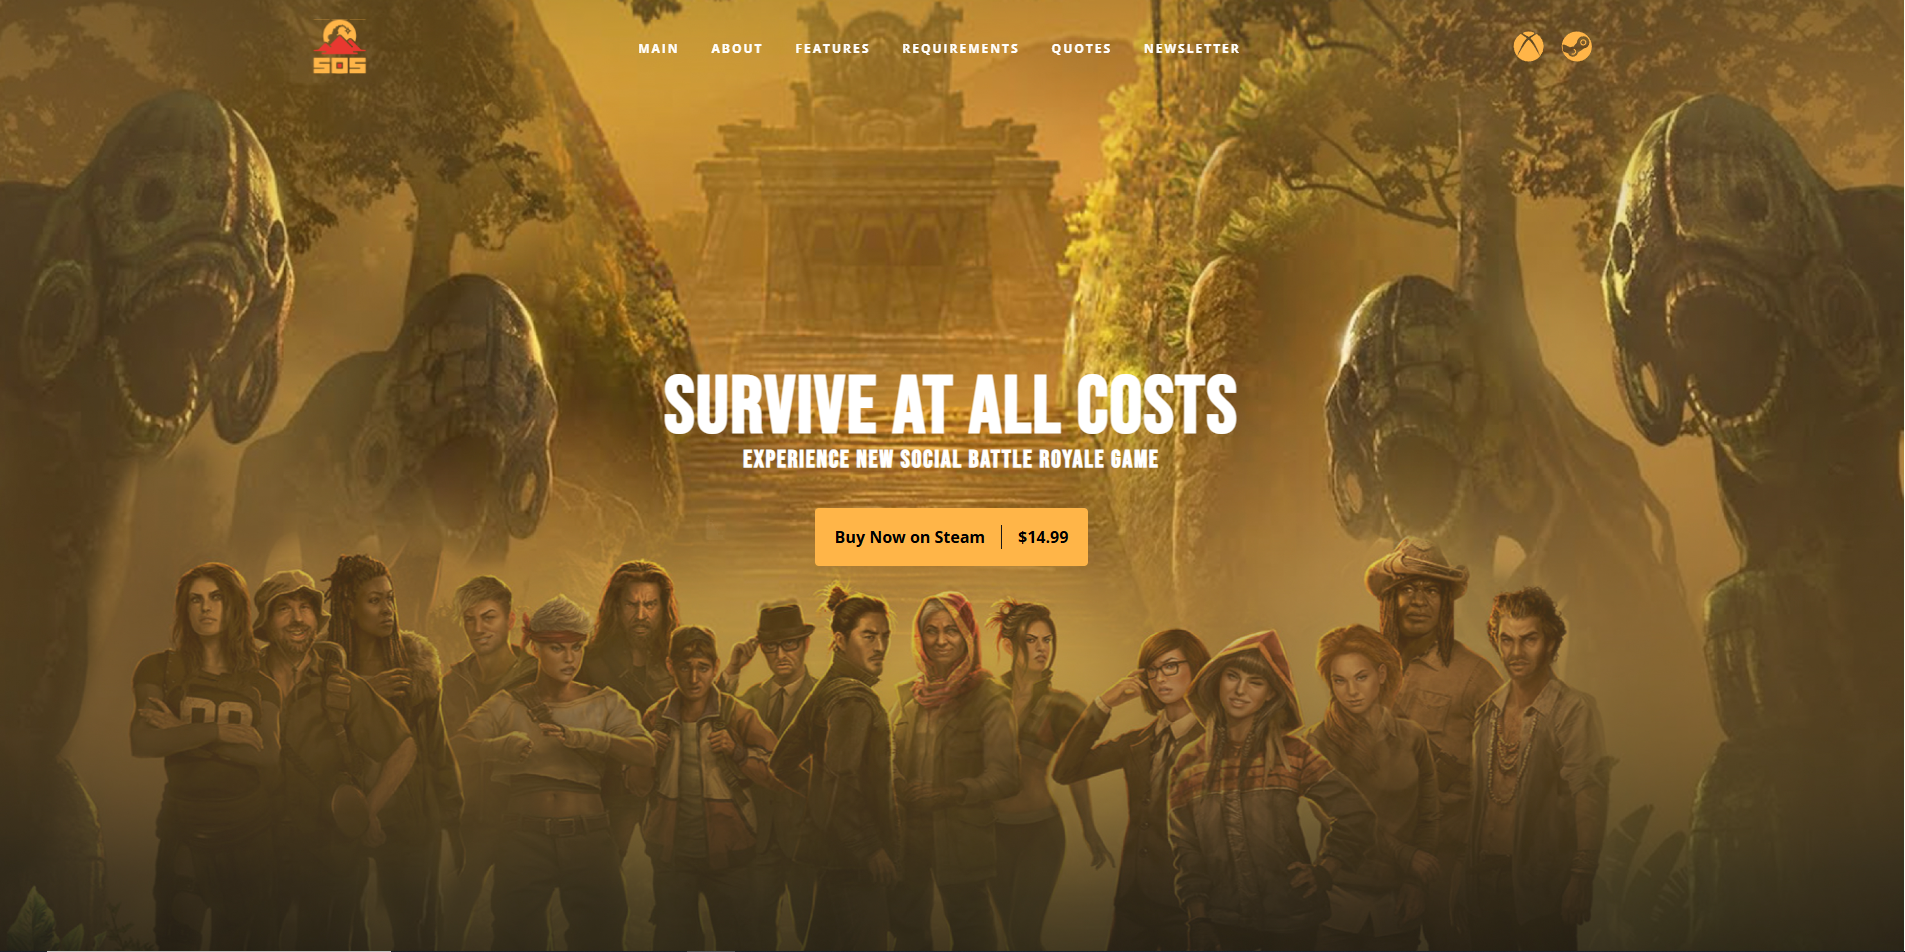 SOS
MAIN ABOUT FEATURES REQUIREMENTS QUOTES NEWSLETTER
SURVIVE AT ALL COSTS
EXPERIENCE NEW SOCIAL BATTLE ROYALE GAME
Buy Now on Steam | $14.99